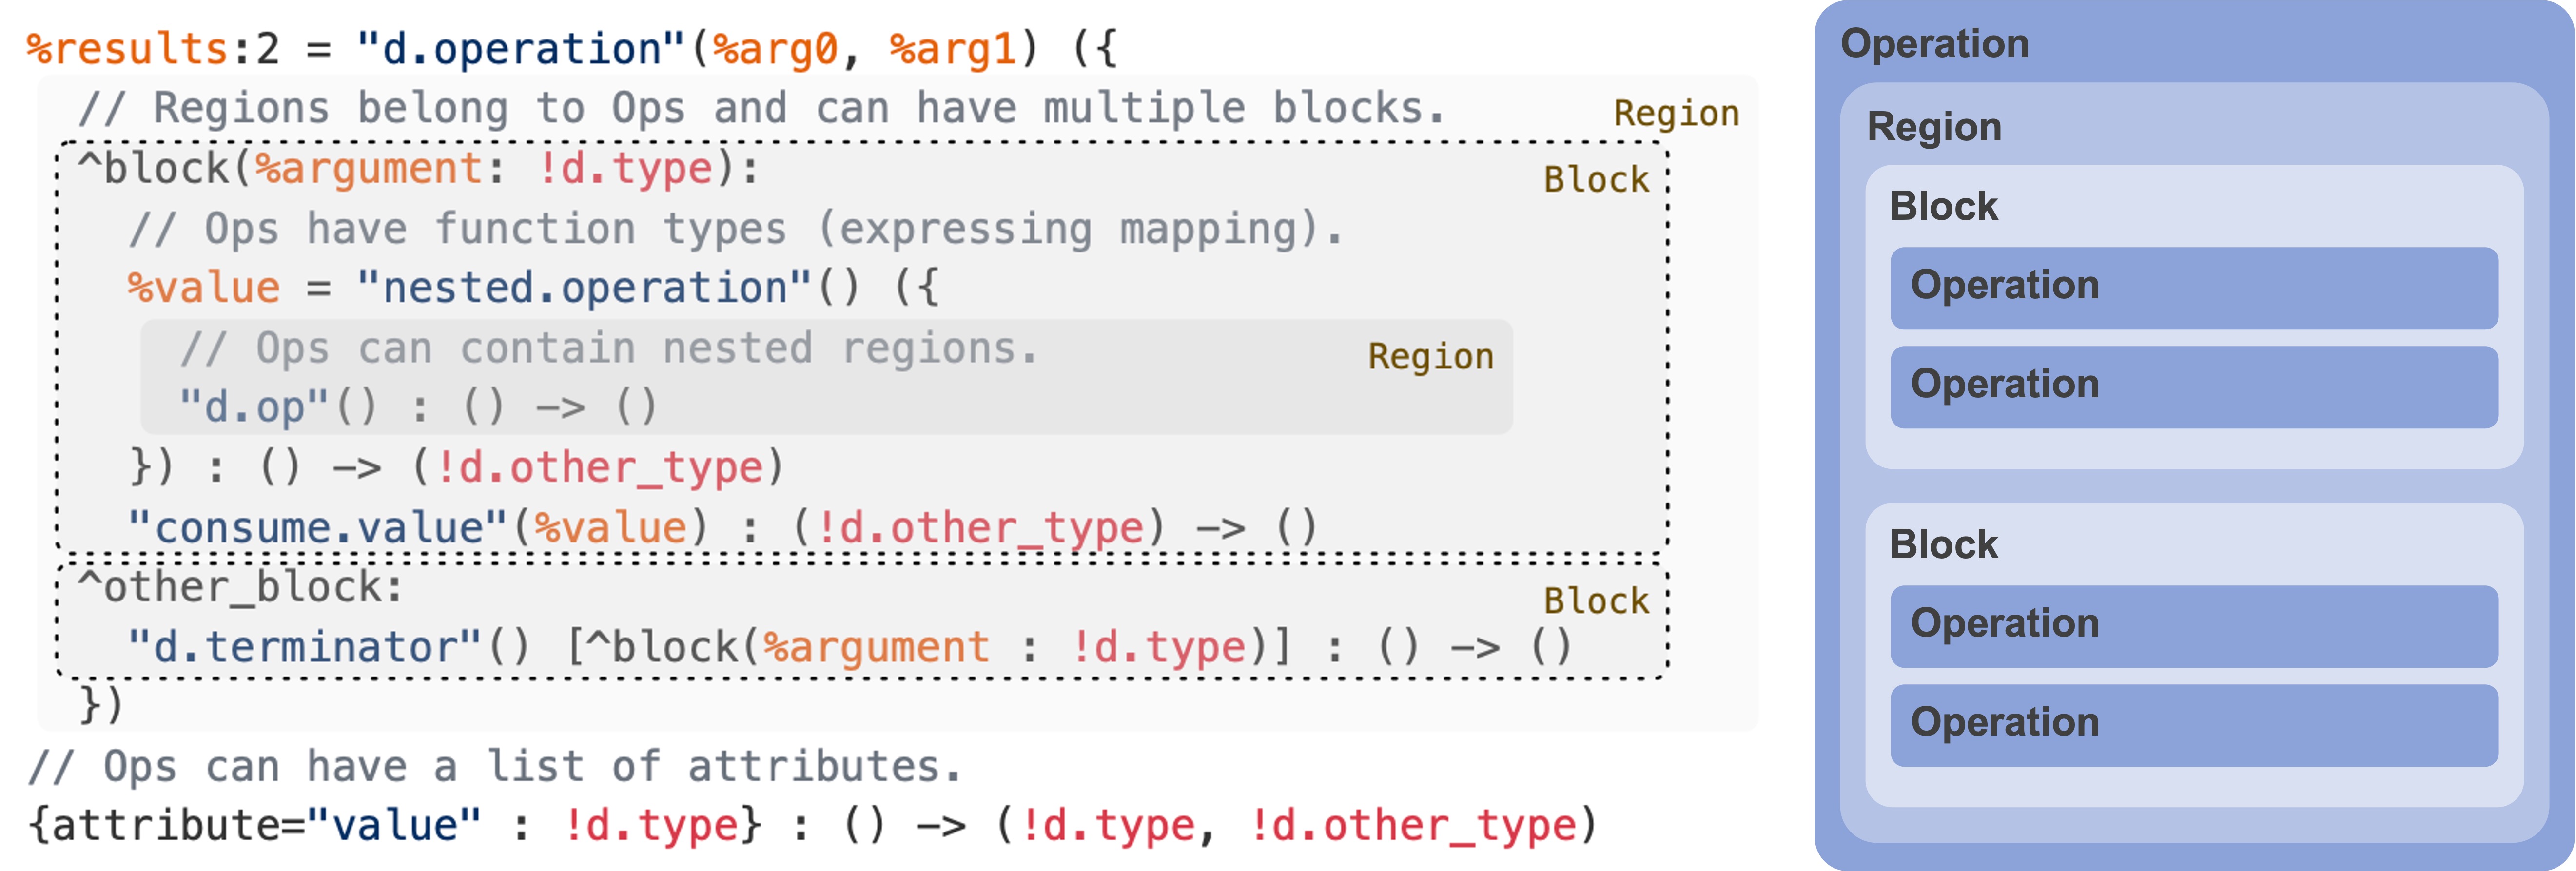 %results:2 = "d.operation"(%arg0, %arg1) ({
// Regions belong to Ops and can have multiple blocks.
Region
^block(%argument: !d.type):
Block
// Ops have function types (expressing mapping).
%value = "nested.operation"() ({
// Ops can contain nested regions.
Region
"d.op"() : () -> ()
}) : () -> (!d.other_type)
"consume.value"(%value) : (!d.other_type) -> ()
^other_block:
Block
"d.terminator"() [^block(%argument : !d.type)] : () -> ()
})
// Ops can have a list of attributes.
{attribute="value" : !d.type} : () -> (!d.type, !d.other_type)
Operation
Region
Block
Operation
Operation
Block
Operation
Operation